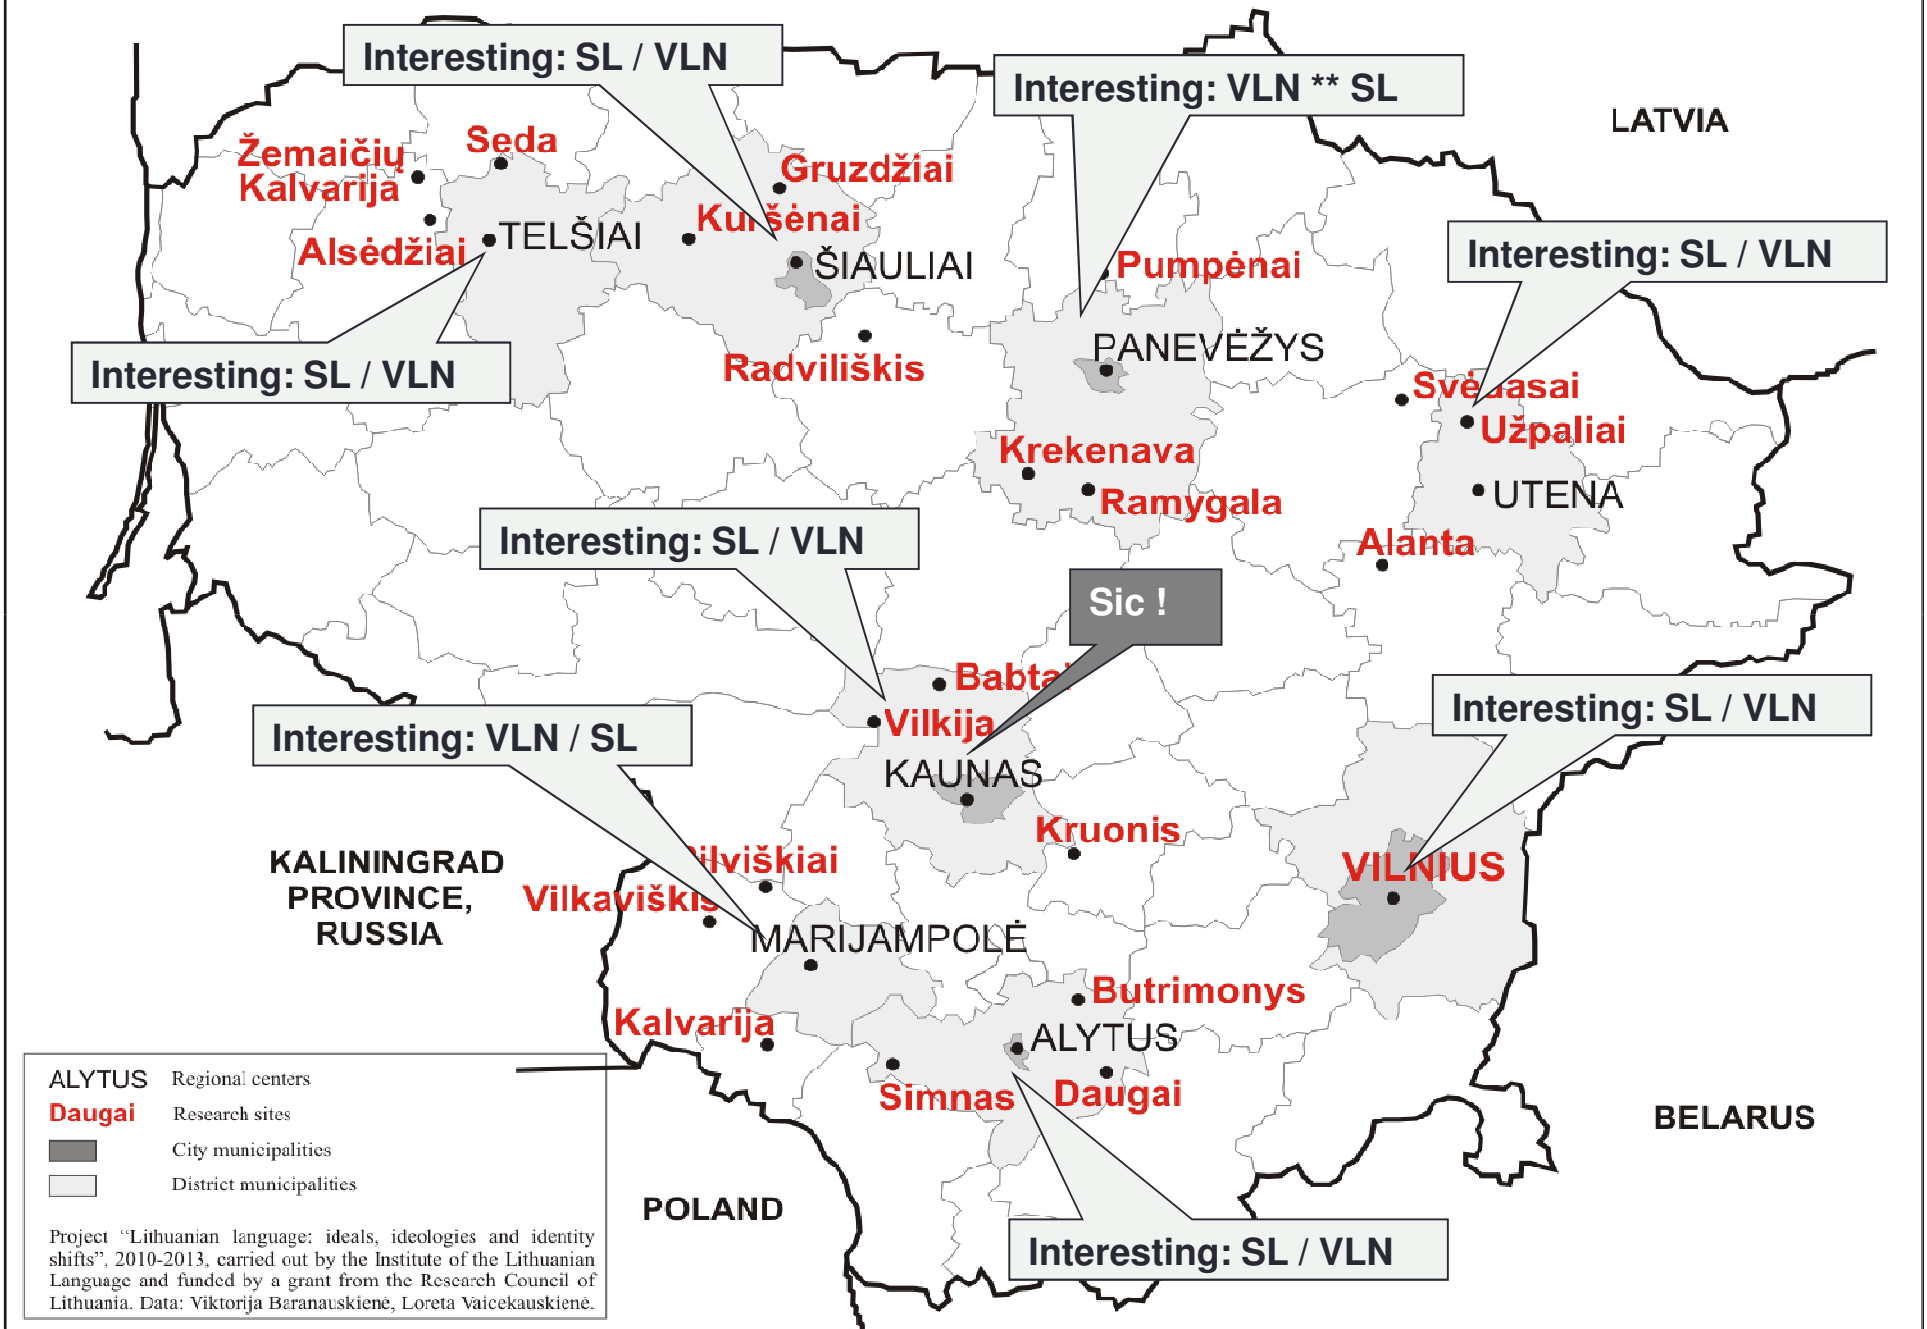 Interesting: SL / VLN
Interesting: VLN ** SL
LATVIA
Žemaičių
Kalvarija
Seda
Gruzdžiai
Kuršėnai
Alsėdžiai
TELŠIAI
ŠIAULIAI
Pumpėnai
Interesting: SL / VLN
Interesting: SL / VLN
Radviliškis
PANEVĖŽYS
Svėdasai
Užpaliai
Krekenava
Ramygala
UTENA
Alanta
Interesting: SL / VLN
Sic !
Babtai
Vilkija
Interesting: SL / VLN
Interesting: VLN / SL
KAUNAS
Kruonis
VILNIUS
KALININGRAD
PROVINCE,
RUSSIA
Pilviškiai
Vilkaviškis
MARIJAMPOLĖ
Butrimonys
Kalvarija
ALYTUS
Simnas
Daugai
BELARUS
POLAND
Interesting: SL / VLN
ALYTUS Regional centers
Daugai Research sites
City municipalities
District municipalities
Project “Lithuanian language: ideals, ideologies and identity
shifts”, 2010-2013, carried out by the Institute of the Lithuanian
Language and funded by a grant from the Research Council of
Lithuania. Data: Viktorija Baranauskienė, Loreta Vaicekauskienė.